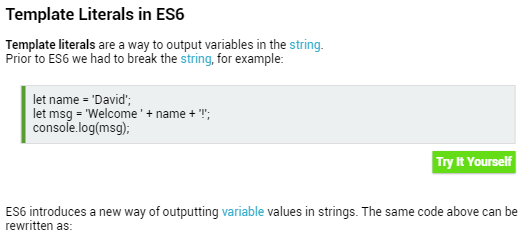 Template Literals in ES6
Template literals are a way to output variables in the string.
Prior to ES6 we had to break the string, for example:
let name = 'David';
let msg = 'Welcome ' + name + '!';
console.log(msg);
Try It Yourself
ES6 introduces a new way of outputting variable values in strings. The same code above can be
rewritten as: